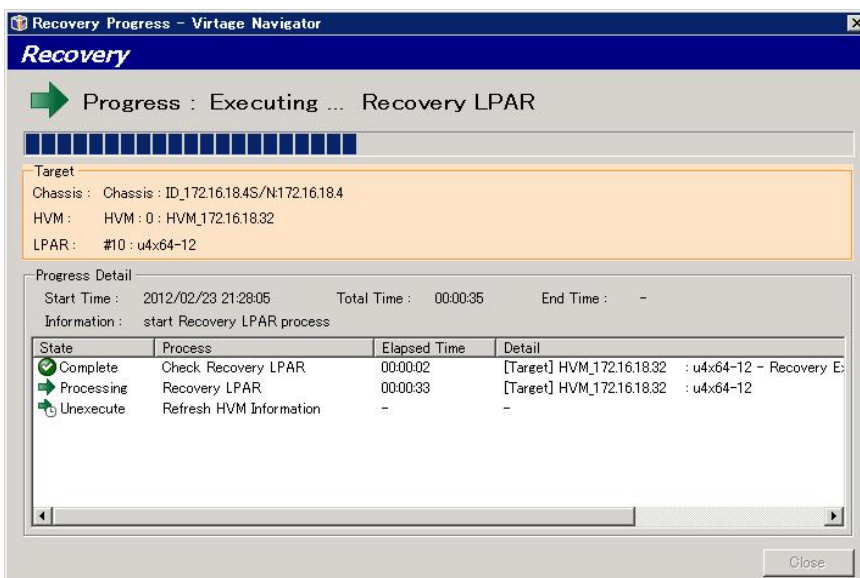 Recovery Progress - Virtage Navigator
Recovery
Progress : Executing ... Recovery LPAR
Target
Chassis : Chassis : ID_172.16.18.4S/N:172.16.18.4
HVM : HVM : 0 : HVM_172.16.18.32
LPAR : #10 : u4x64-12
Progress Detail
Start Time : 2012/02/23 21:28:05 Total Time : 00:00:35 End Time : -
Information : start Recovery LPAR process
State Process Elapsed Time Detail
Complete Check Recovery LPAR 00:00:02 [Target] HVM_172.16.18.32 : u4x64-12 - Recovery
Processing Recovery LPAR 00:00:33 [Target] HVM_172.16.18.32 : u4x64-12
Unexecute Refresh HVM Information - -
Close